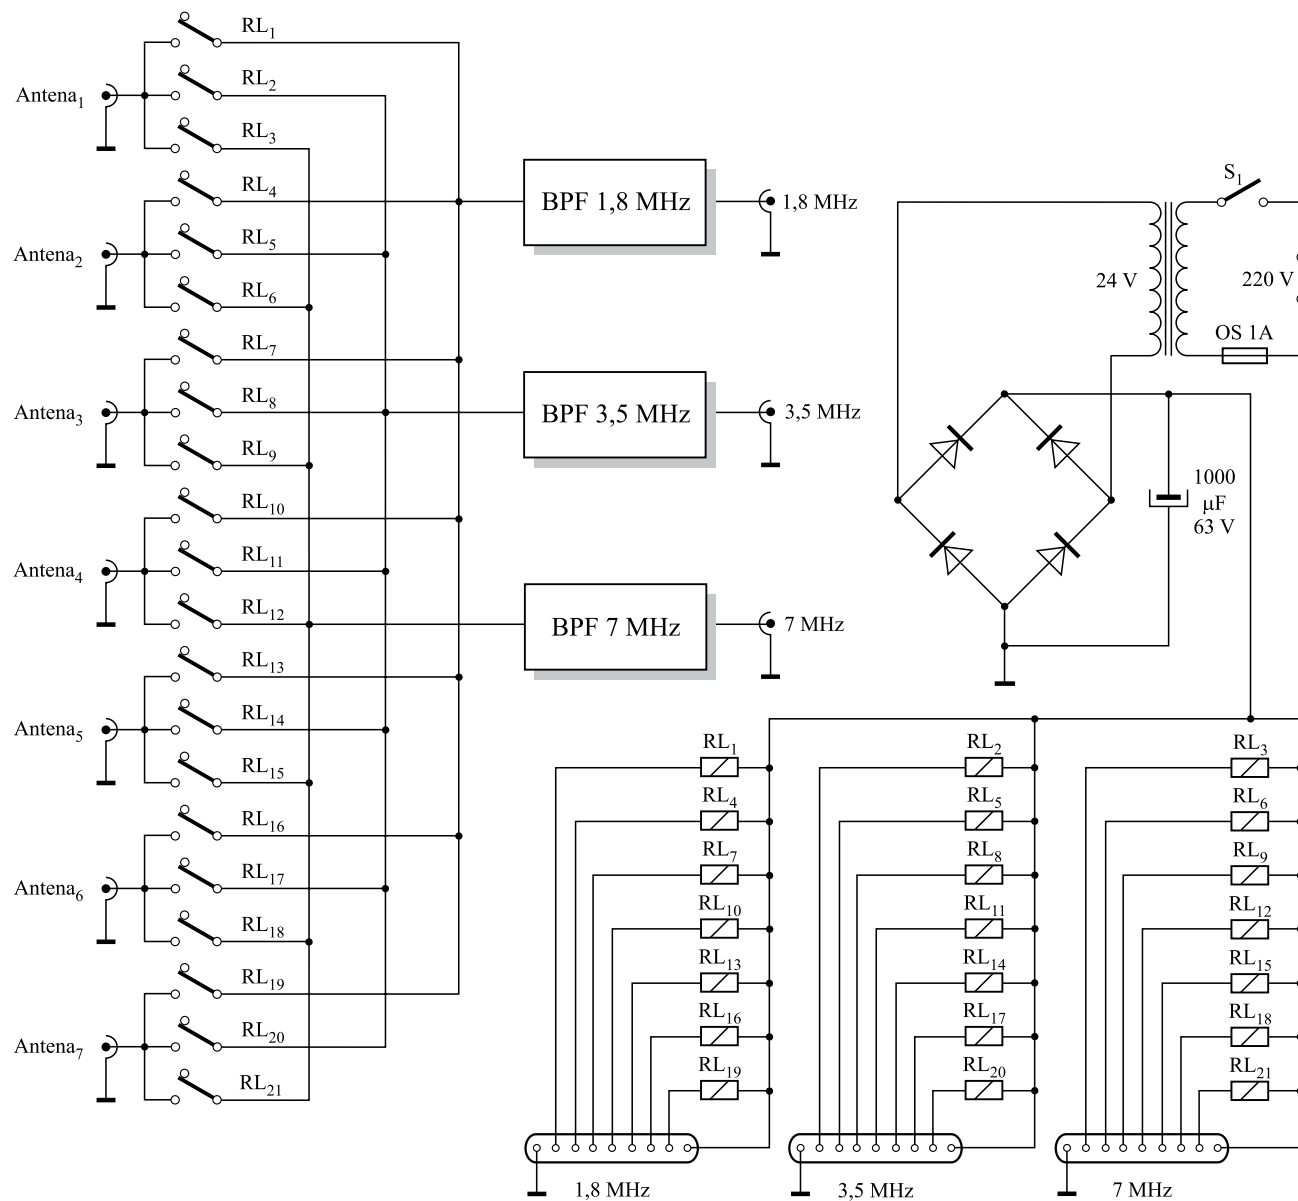 RL1
RL2
Antena1
RL3
RL4
RL5
Antena2
RL6
RL7
RL8
Antena3
RL9
RL10
RL11
Antena4
RL12
RL13
RL14
Antena5
RL15
RL16
RL17
Antena6
RL18
RL19
RL20
Antena7
RL21
BPF 1,8 MHz
1,8 MHz
BPF 3,5 MHz
3,5 MHz
BPF 7 MHz
7 MHz
S1
24 V
220 V
OS 1A
1000
µF
63 V
RL1
RL4
RL7
RL10
RL13
RL16
RL19
1,8 MHz
RL2
RL5
RL8
RL11
RL14
RL17
RL20
3,5 MHz
RL3
RL6
RL9
RL12
RL15
RL18
RL21
7 MHz